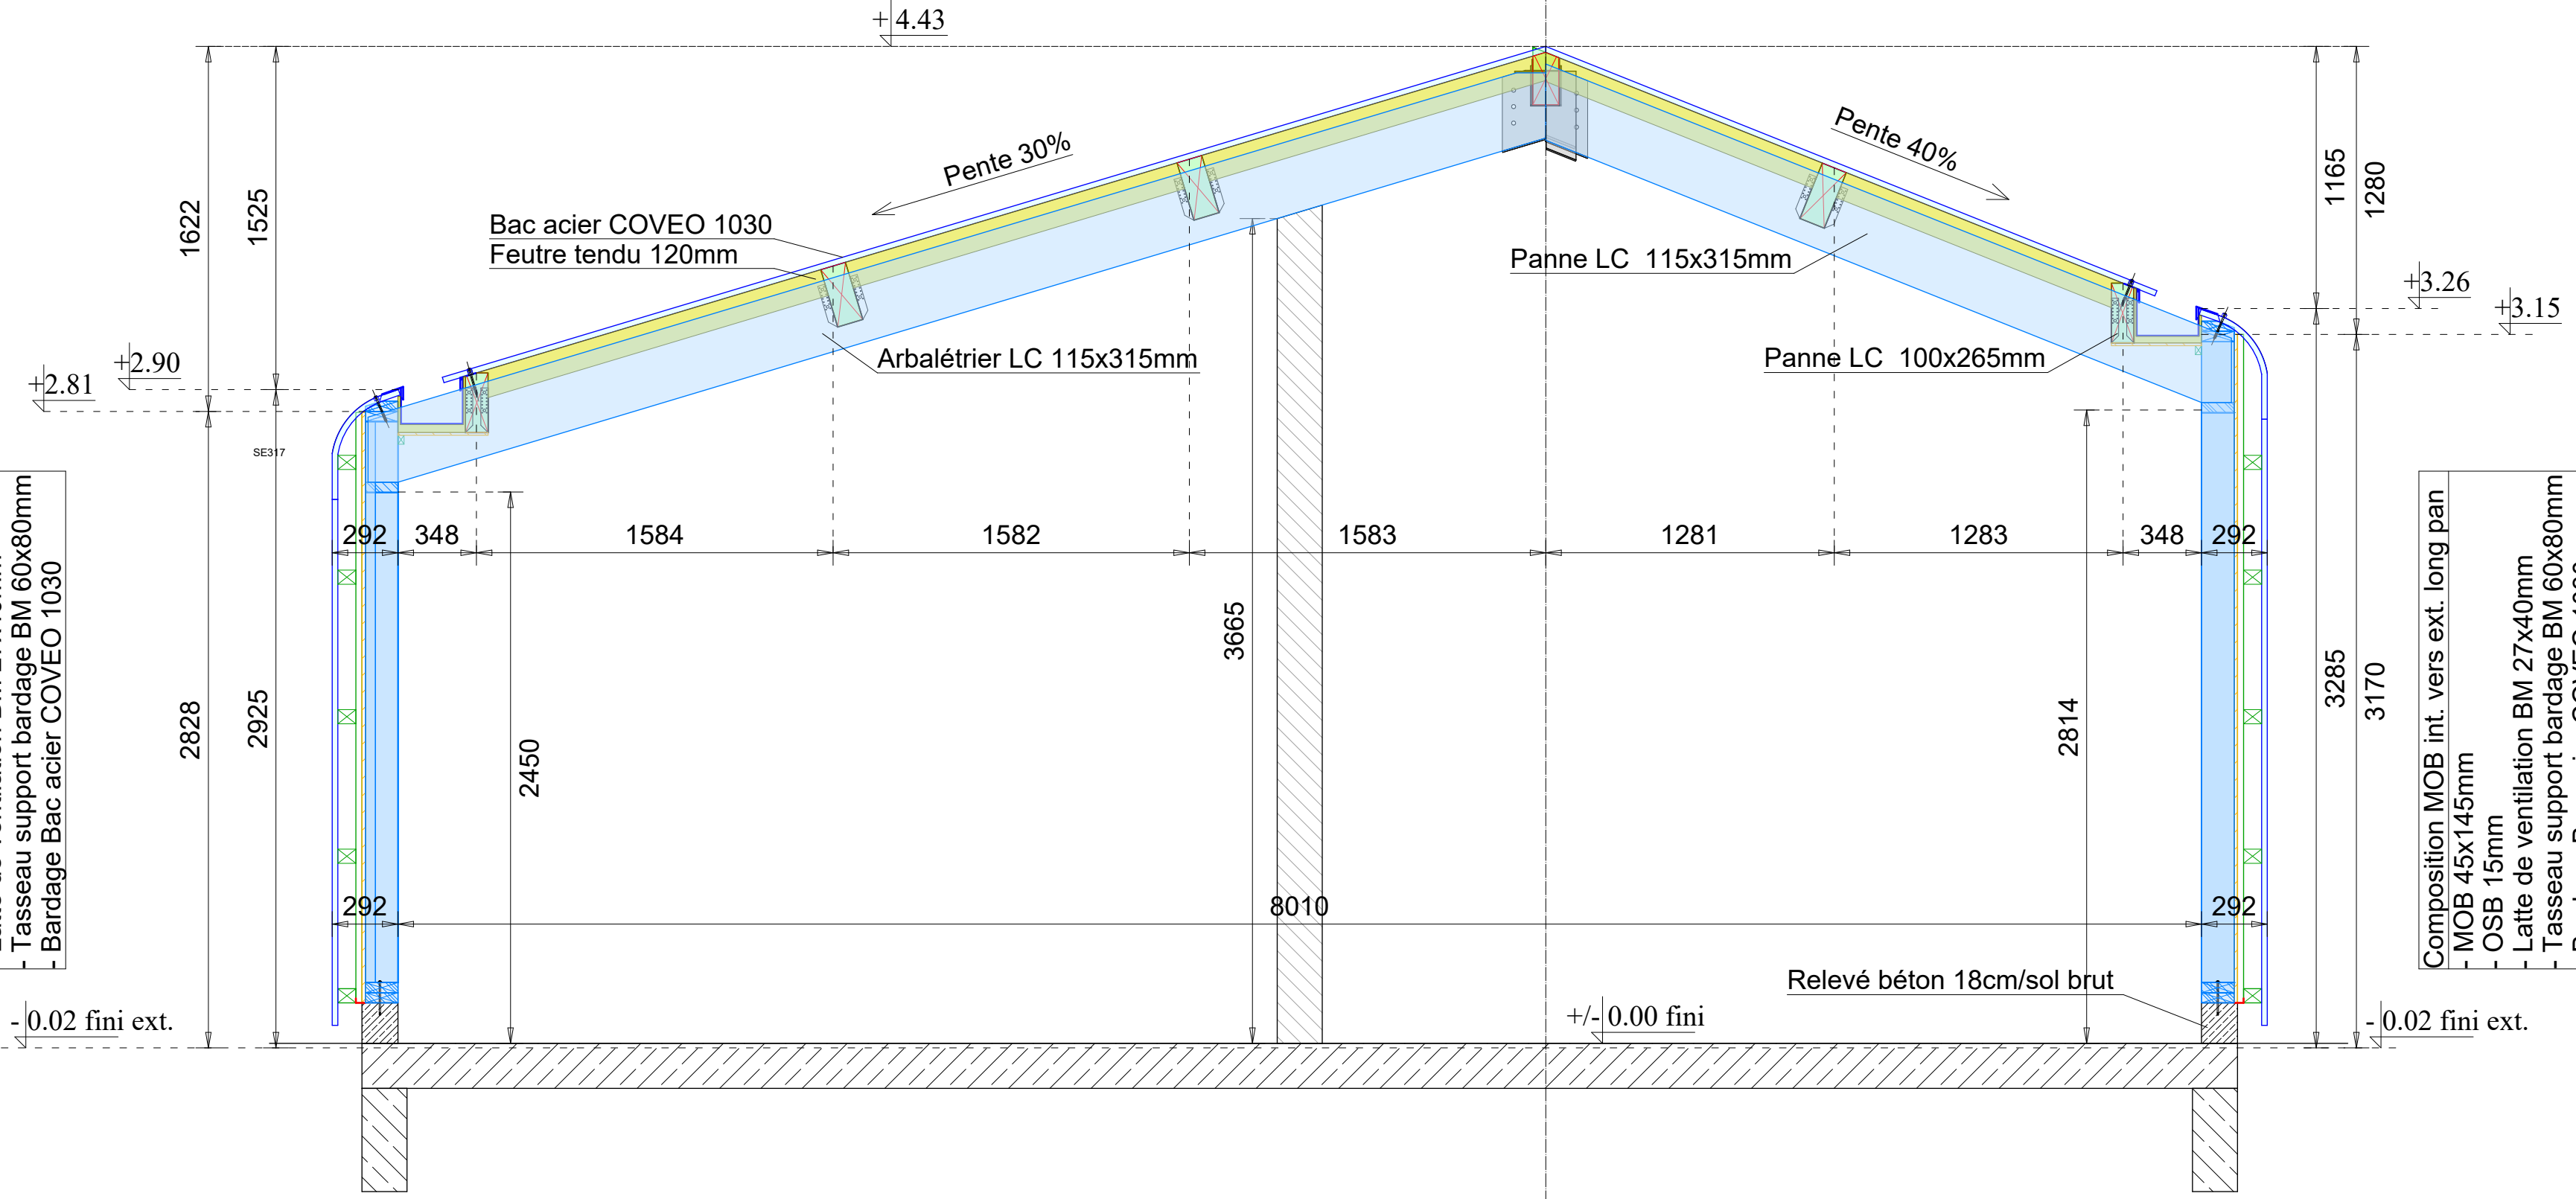 + 4.43
Pente 30%
Pente 40%
Bac acier COVEO 1030
Feutre tendu 120mm
Arbalétrier LC 115x315mm
Panne LC  115x315mm
Panne LC  100x265mm
1622
1525
1165
1280
+2.81
+2.90
+3.26
+3.15
SE317
292
348
1584
1582
1583
1281
1283
348
292
2828
2925
2450
3665
2814
3285
3170
292
8010
292
- Tasseau support bardage BM 60x80mm
- Bardage Bac acier COVEO 1030
Composition MOB int. vers ext. long pan
- MOB 45x145mm
- OSB 15mm
- Latte de ventilation BM 27x40mm
- Tasseau support bardage BM 60x80mm
Relevé béton 18cm/sol brut
- 0.02 fini ext.
+/- 0.00 fini
- 0.02 fini ext.